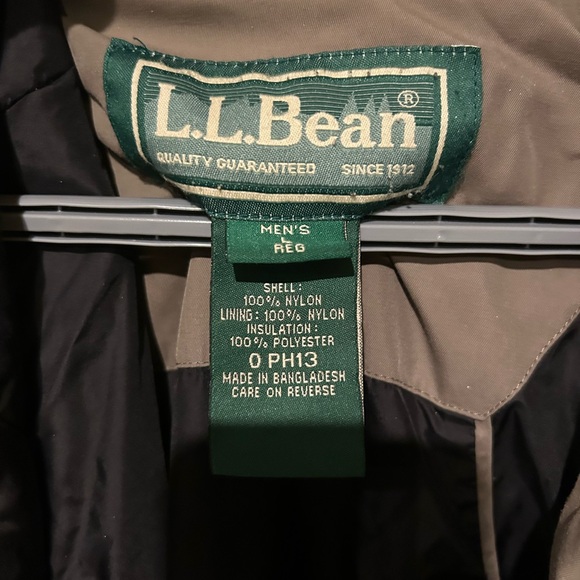 L.L.Bean®
QUALITY GUARANTEED SINCE 1912
MEN'S
L
REG
SHELL:
100% NYLON
LINING: 100% NYLON
INSULATION:
100% POLYESTER
0 PH13
MADE IN BANGLADESH
CARE ON REVERSE